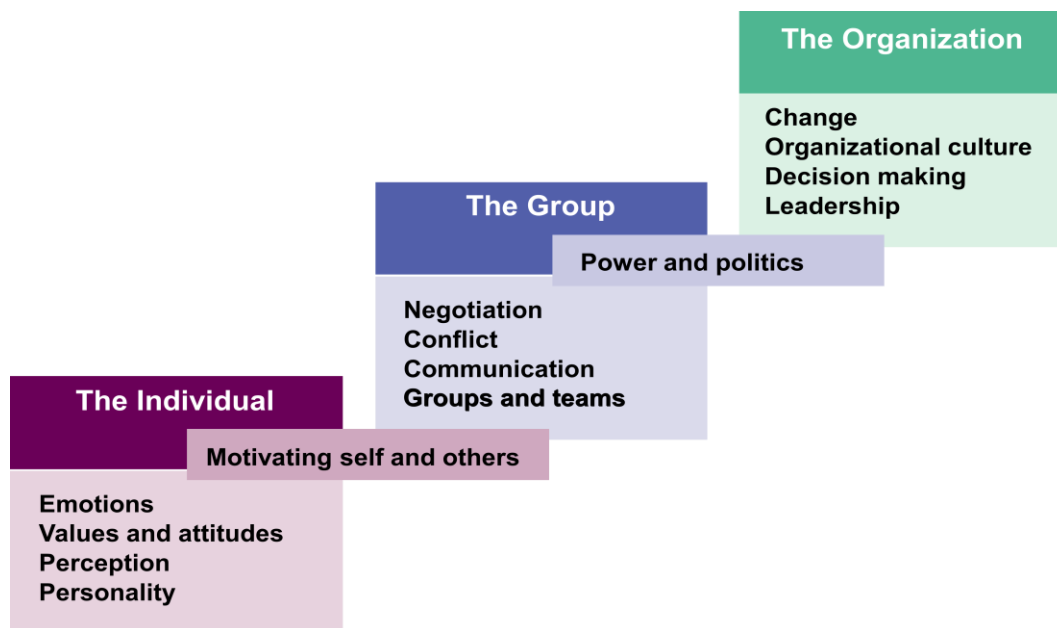 The Organization
Change
Organizational culture
Decision making
Leadership
The Group
Power and politics
Negotiation
Conflict
Communication
Groups and teams
The Individual
Motivating self and others
Emotions
Values and attitudes
Perception
Personality